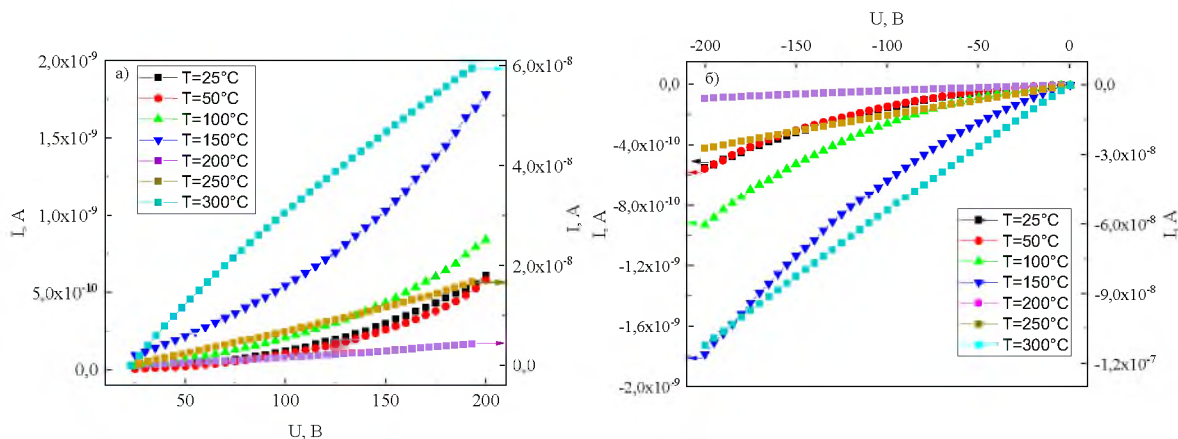 а)
I, A
2,0x10⁻⁹
1,5x10⁻⁹
1,0x10⁻⁹
5,0x10⁻¹⁰
0,0
T=25°C
T=50°C
T=100°C
T=150°C
T=200°C
T=250°C
T=300°C
50 100 150 200
U, В
6,0x10⁻⁸
4,0x10⁻⁸
2,0x10⁻⁸
0,0
I, A
U, В
-200 -150 -100 -50 0
б)
I, A
0,0
-4,0x10⁻¹⁰
-8,0x10⁻¹⁰
-1,2x10⁻⁹
-1,6x10⁻⁹
-2,0x10⁻⁹
T=25°C
T=50°C
T=100°C
T=150°C
T=200°C
T=250°C
T=300°C
0,0
-3,0x10⁻⁸
-6,0x10⁻⁸
-9,0x10⁻⁸
-1,2x10⁻⁷
I, A